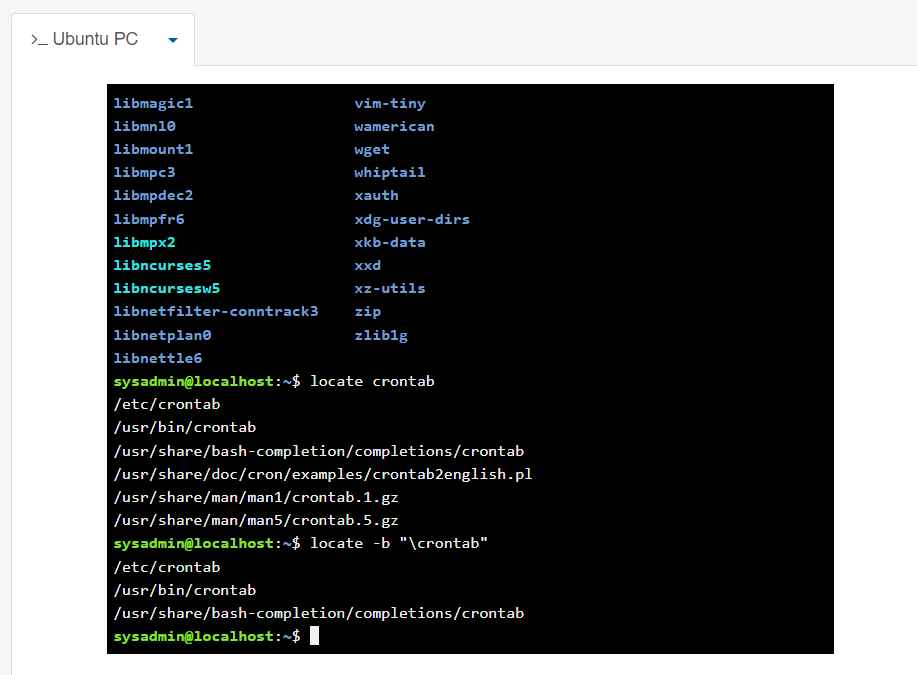 >_ Ubuntu PC
libmagic1 vim-tiny
libmnl0 wamerican
libmount1 wget
libmpc3 whiptail
libmpdec2 xauth
libmpfr6 xdg-user-dirs
libmpx2 xkb-data
libncurses5 xxd
libncursesw5 xz-utils
libnetfilter-conntrack3 zip
libnetplan0 zlib1g
libnettle6
sysadmin@localhost:~$ locate crontab
/etc/crontab
/usr/bin/crontab
/usr/share/bash-completion/completions/crontab
/usr/share/doc/cron/examples/crontab2english.pl
/usr/share/man/man1/crontab.1.gz
/usr/share/man/man5/crontab.5.gz
sysadmin@localhost:~$ locate -b "\crontab"
/etc/crontab
/usr/bin/crontab
/usr/share/bash-completion/completions/crontab
sysadmin@localhost:~$